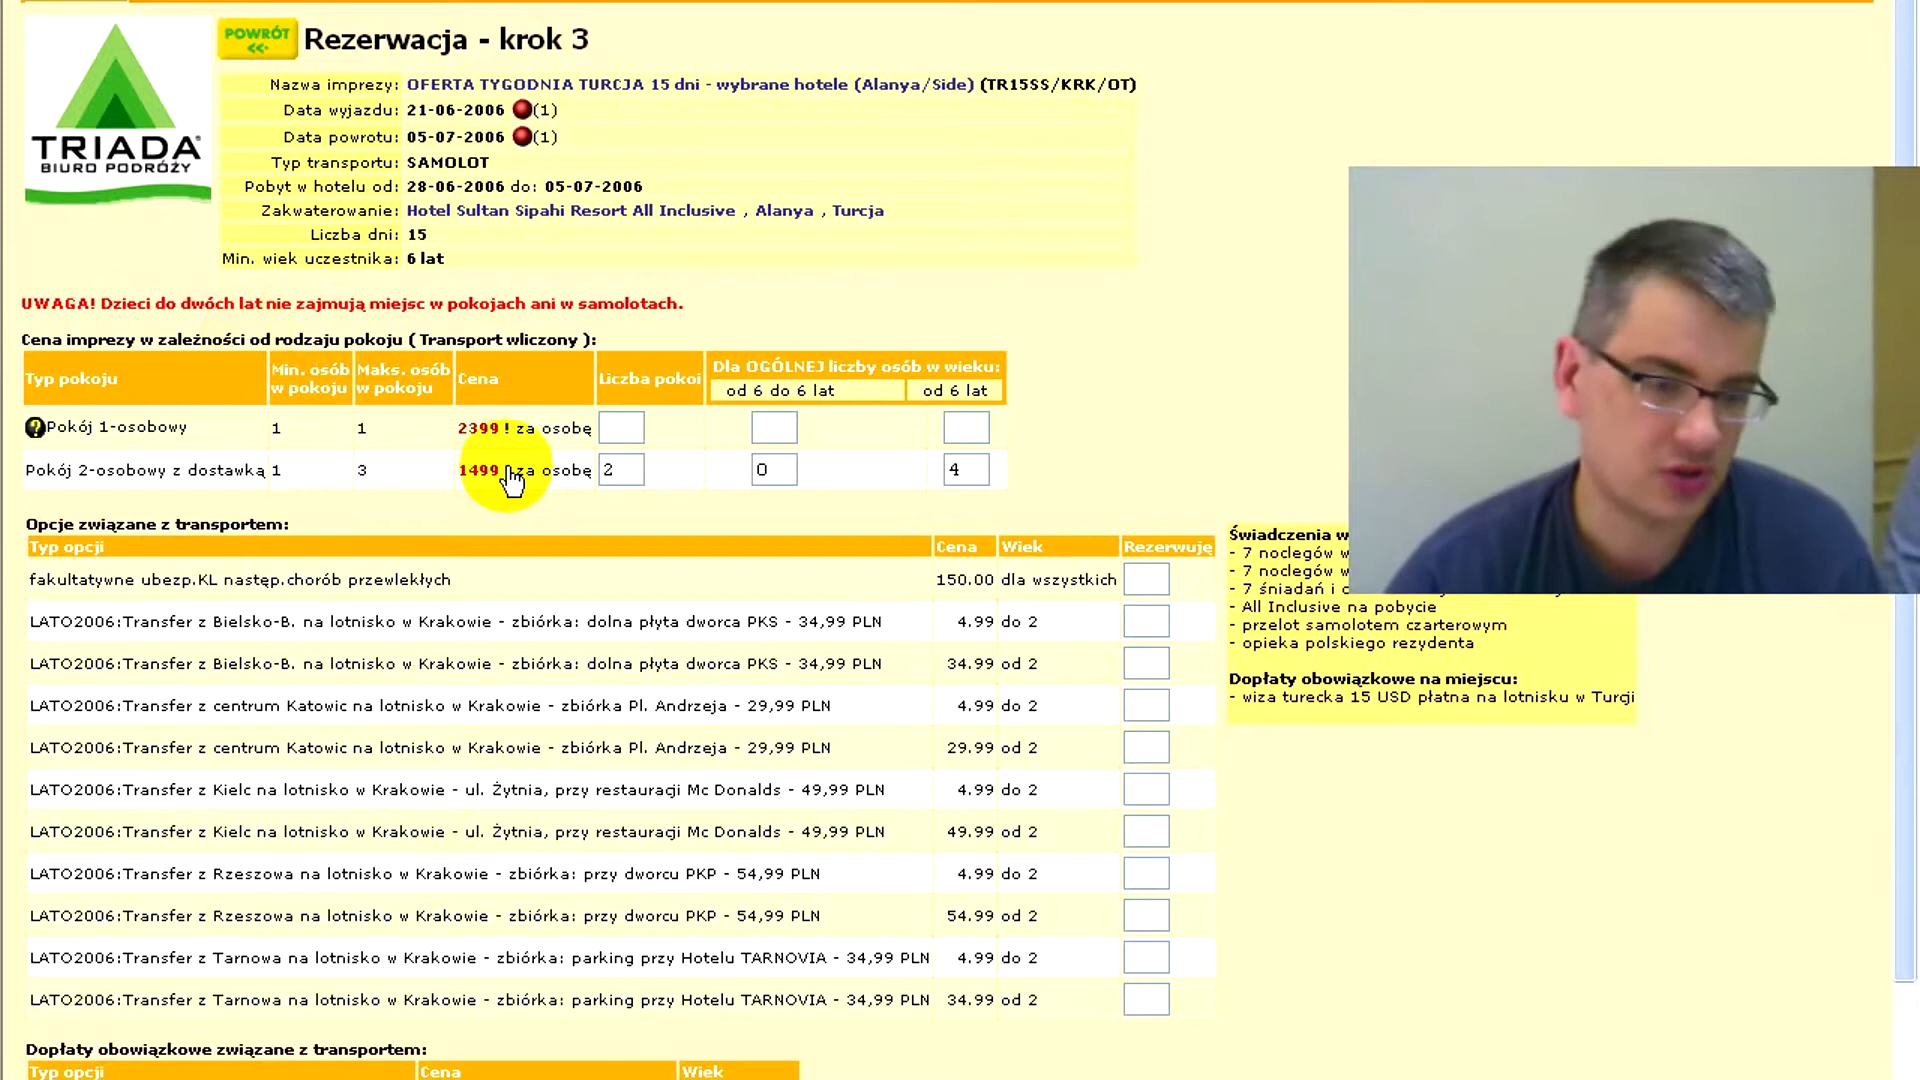 POWRÓT
<<·
Rezerwacja - krok 3
TRIADA
BIURO PODRÓŻY
Nazwa imprezy: OFERTA TYGODNIA TURCJA 15 dni - wybrane hotele (Alanya/Side) (TR15SS/KRK/OT)
Data wyjazdu: 21-06-2006 (1)
Data powrotu: 05-07-2006 (1)
Typ transportu: SAMOLOT
Pobyt w hotelu od: 28-06-2006 do: 05-07-2006
Zakwaterowanie: Hotel Sultan Sipahi Resort All Inclusive , Alanya , Turcja
Liczba dni: 15
Min. wiek uczestnika: 6 lat
UWAGA! Dzieci do dwóch lat nie zajmują miejsc w pokojach ani w samolotach.
Cena imprezy w zależności od rodzaju pokoju ( Transport wliczony ):
Typ pokoju Min. osób w pokoju Maks. osób w pokoju Cena Liczba pokoi Dla OGÓLNEJ liczby osób w wieku:
od 6 do 6 lat od 6 lat
? Pokój 1-osobowy 1 1 2399 ! za osobę
Pokój 2-osobowy z dostawką 1 3 1499 za osobę 2 0 4
Opcje związane z transportem:
Typ opcji Cena Wiek Rezerwuję
fakultatywne ubezp.KL następ.chorób przewlekłych 150.00 dla wszystkich
LATO2006:Transfer z Bielsko-B. na lotnisko w Krakowie - zbiórka: dolna płyta dworca PKS - 34,99 PLN 4.99 do 2
LATO2006:Transfer z Bielsko-B. na lotnisko w Krakowie - zbiórka: dolna płyta dworca PKS - 34,99 PLN 34.99 od 2
LATO2006:Transfer z centrum Katowic na lotnisko w Krakowie - zbiórka Pl. Andrzeja - 29,99 PLN 4.99 do 2
LATO2006:Transfer z centrum Katowic na lotnisko w Krakowie - zbiórka Pl. Andrzeja - 29,99 PLN 29.99 od 2
LATO2006:Transfer z Kielc na lotnisko w Krakowie - ul. Żytnia, przy restauracji Mc Donalds - 49,99 PLN 4.99 do 2
LATO2006:Transfer z Kielc na lotnisko w Krakowie - ul. Żytnia, przy restauracji Mc Donalds - 49,99 PLN 49.99 od 2
LATO2006:Transfer z Rzeszowa na lotnisko w Krakowie - zbiórka: przy dworcu PKP - 54,99 PLN 4.99 do 2
LATO2006:Transfer z Rzeszowa na lotnisko w Krakowie - zbiórka: przy dworcu PKP - 54,99 PLN 54.99 od 2
LATO2006:Transfer z Tarnowa na lotnisko w Krakowie - zbiórka: parking przy Hotelu TARNOVIA - 34,99 PLN 4.99 do 2
LATO2006:Transfer z Tarnowa na lotnisko w Krakowie - zbiórka: parking przy Hotelu TARNOVIA - 34,99 PLN 34.99 od 2
Świadczenia w
- 7 noclegów w
- 7 noclegów w
- 7 śniadań i
- All Inclusive na pobycie
- przelot samolotem czarterowym
- opieka polskiego rezydenta
Dopłaty obowiązkowe na miejscu:
- wiza turecka 15 USD płatna na lotnisku w Turcji
Dopłaty obowiązkowe związane z transportem:
Typ opcji Cena Wiek